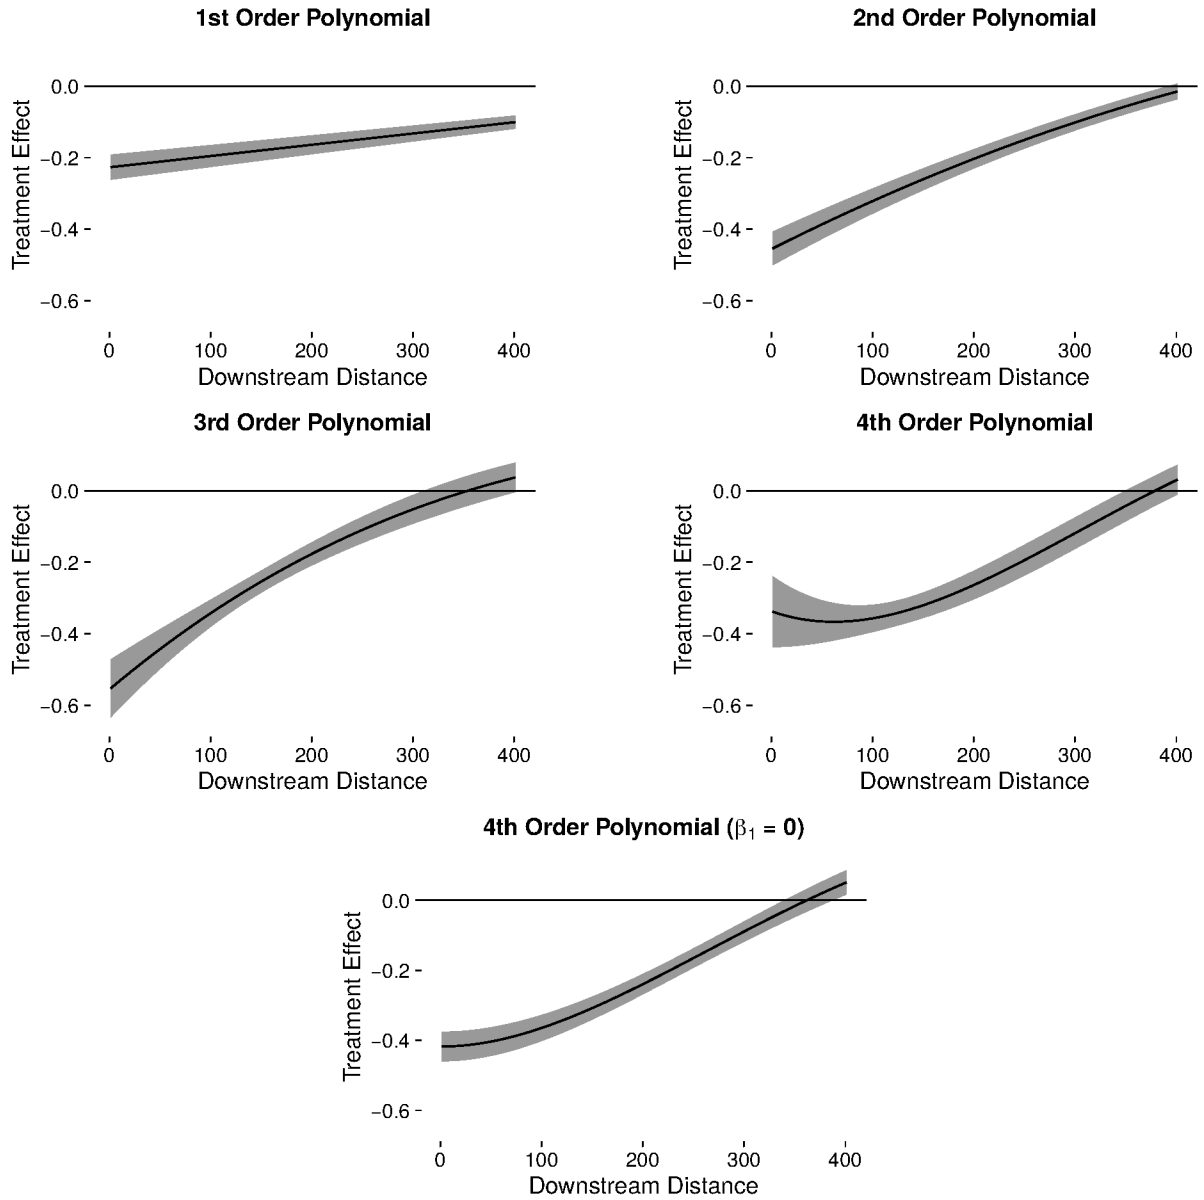 1st Order Polynomial
0.0
−0.2
−0.4
−0.6
Treatment Effect
0 100 200 300 400
Downstream Distance
2nd Order Polynomial
0.0
−0.2
−0.4
−0.6
Treatment Effect
0 100 200 300 400
Downstream Distance
3rd Order Polynomial
0.0
−0.2
−0.4
−0.6
Treatment Effect
0 100 200 300 400
Downstream Distance
4th Order Polynomial
0.0
−0.2
−0.4
−0.6
Treatment Effect
0 100 200 300 400
Downstream Distance
4th Order Polynomial (β₁ = 0)
0.0
−0.2
−0.4
−0.6
Treatment Effect
0 100 200 300 400
Downstream Distance